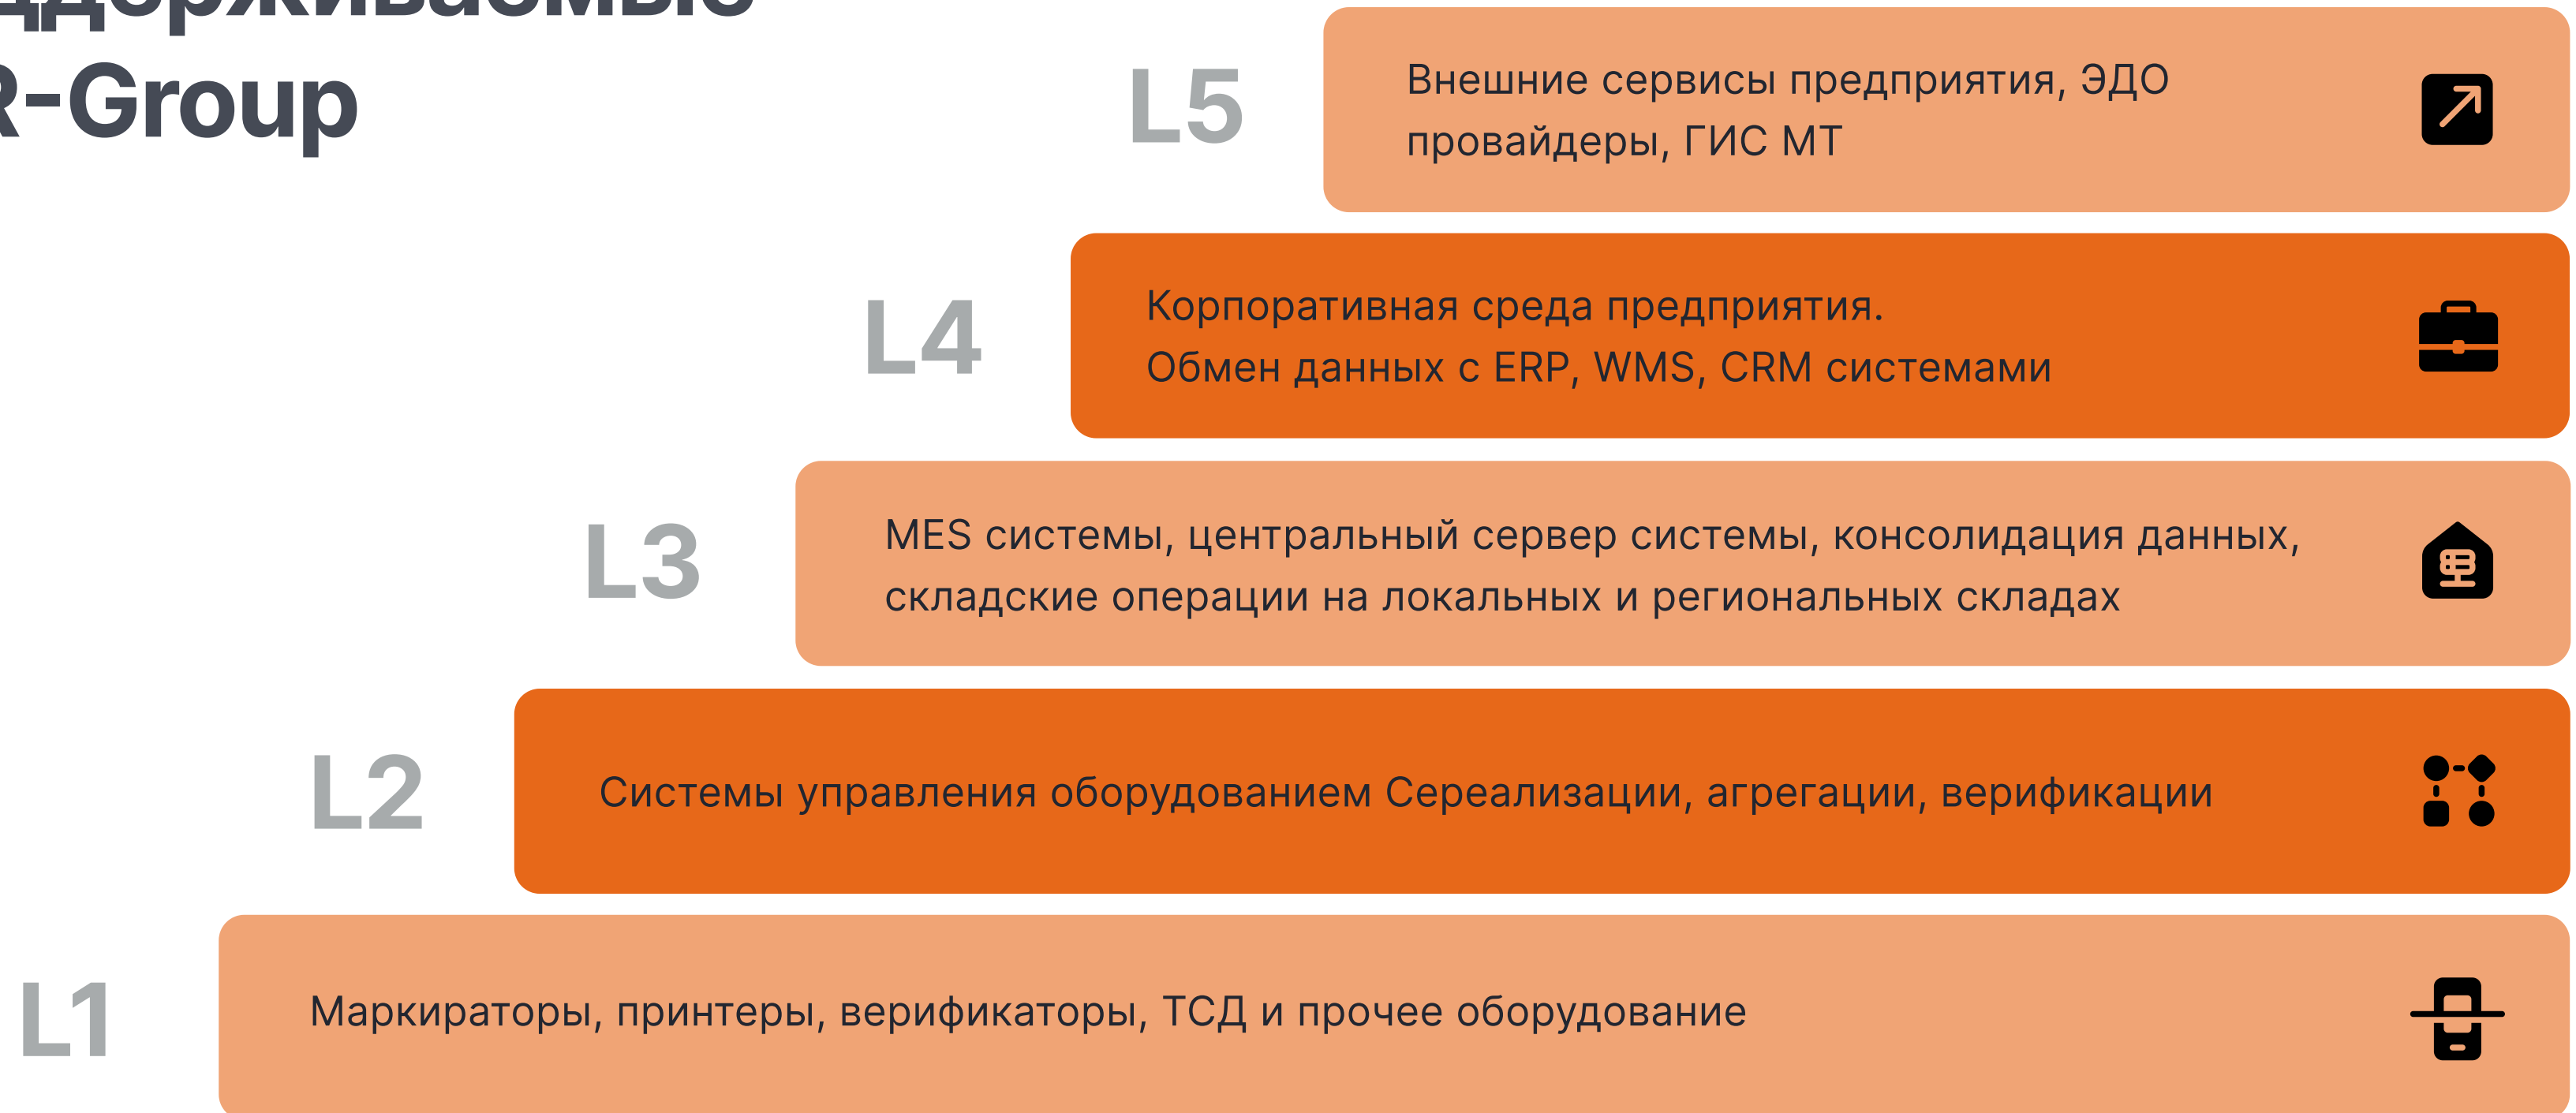 R-Group
L5
Внешние сервисы предприятия, ЭДО
провайдеры, ГИС МТ
L4
Корпоративная среда предприятия.
Обмен данных с ERP, WMS, CRM системами
L3
MES системы, центральный сервер системы, консолидация данных,
складские операции на локальных и региональных складах
L2
Системы управления оборудованием Сереализации, агрегации, верификации
L1
Маркираторы, принтеры, верификаторы, ТСД и прочее оборудование